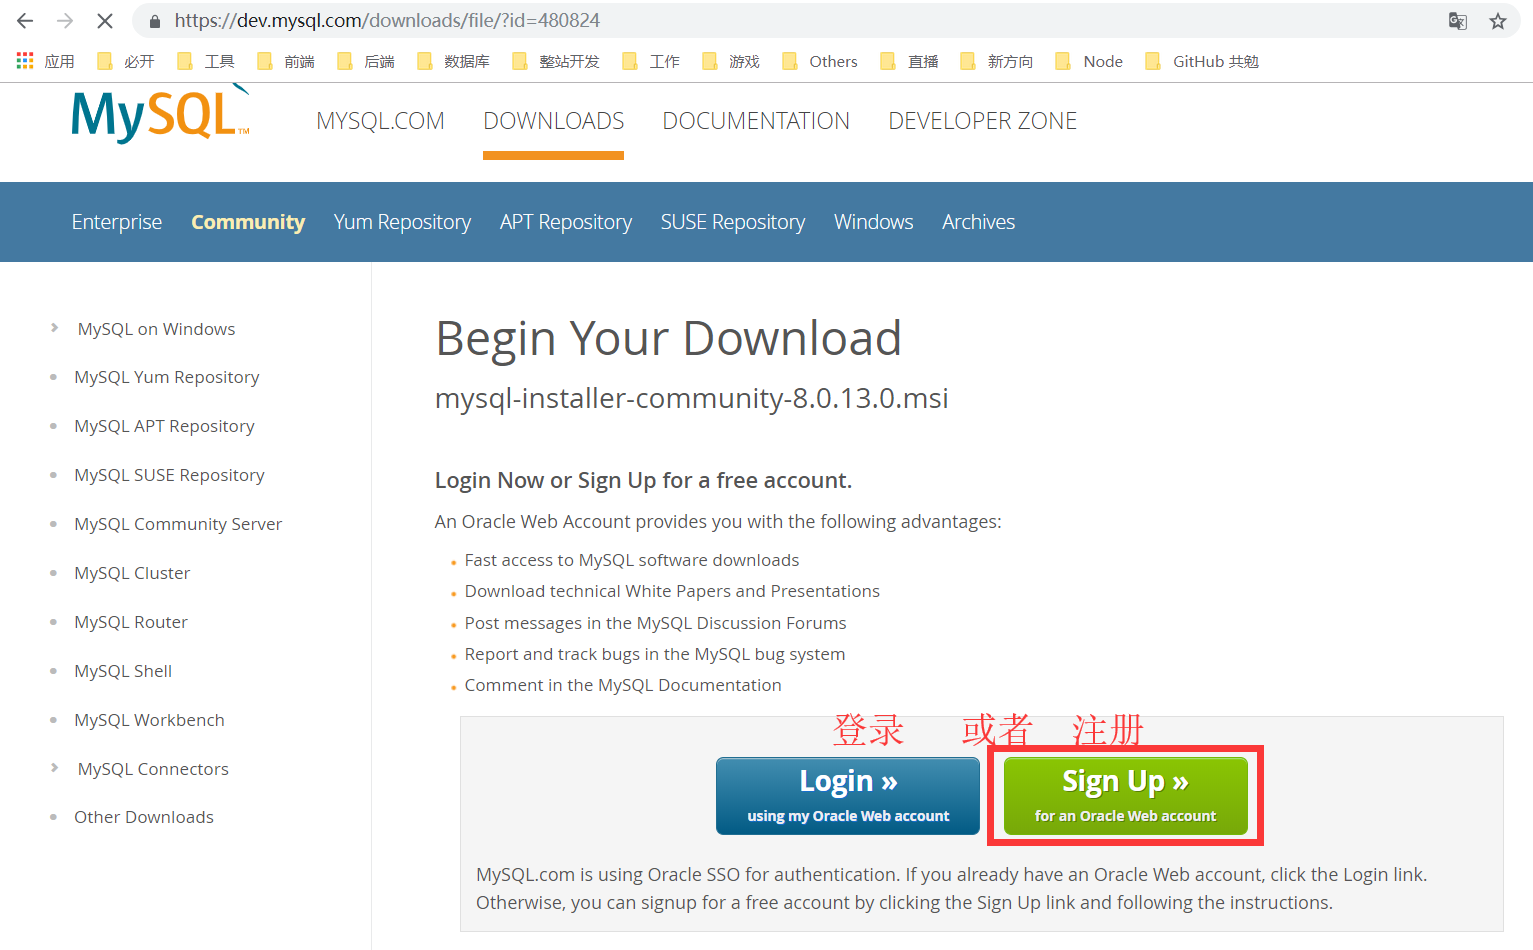 https://dev.mysql.com/downloads/file/?id=480824
应用 必开 工具 前端 后端 数据库 整站开发 工作 游戏 Others 直播 新方向 Node GitHub 共勉
MySQL™ MYSQL.COM DOWNLOADS DOCUMENTATION DEVELOPER ZONE
Enterprise Community Yum Repository APT Repository SUSE Repository Windows Archives
MySQL on Windows
MySQL Yum Repository
MySQL APT Repository
MySQL SUSE Repository
MySQL Community Server
MySQL Cluster
MySQL Router
MySQL Shell
MySQL Workbench
MySQL Connectors
Other Downloads
Begin Your Download
mysql-installer-community-8.0.13.0.msi
Login Now or Sign Up for a free account.
An Oracle Web Account provides you with the following advantages:
Fast access to MySQL software downloads
Download technical White Papers and Presentations
Post messages in the MySQL Discussion Forums
Report and track bugs in the MySQL bug system
Comment in the MySQL Documentation
登录 或者 注册
Login »
using my Oracle Web account
Sign Up »
for an Oracle Web account
MySQL.com is using Oracle SSO for authentication. If you already have an Oracle Web account, click the Login link.
Otherwise, you can signup for a free account by clicking the Sign Up link and following the instructions.